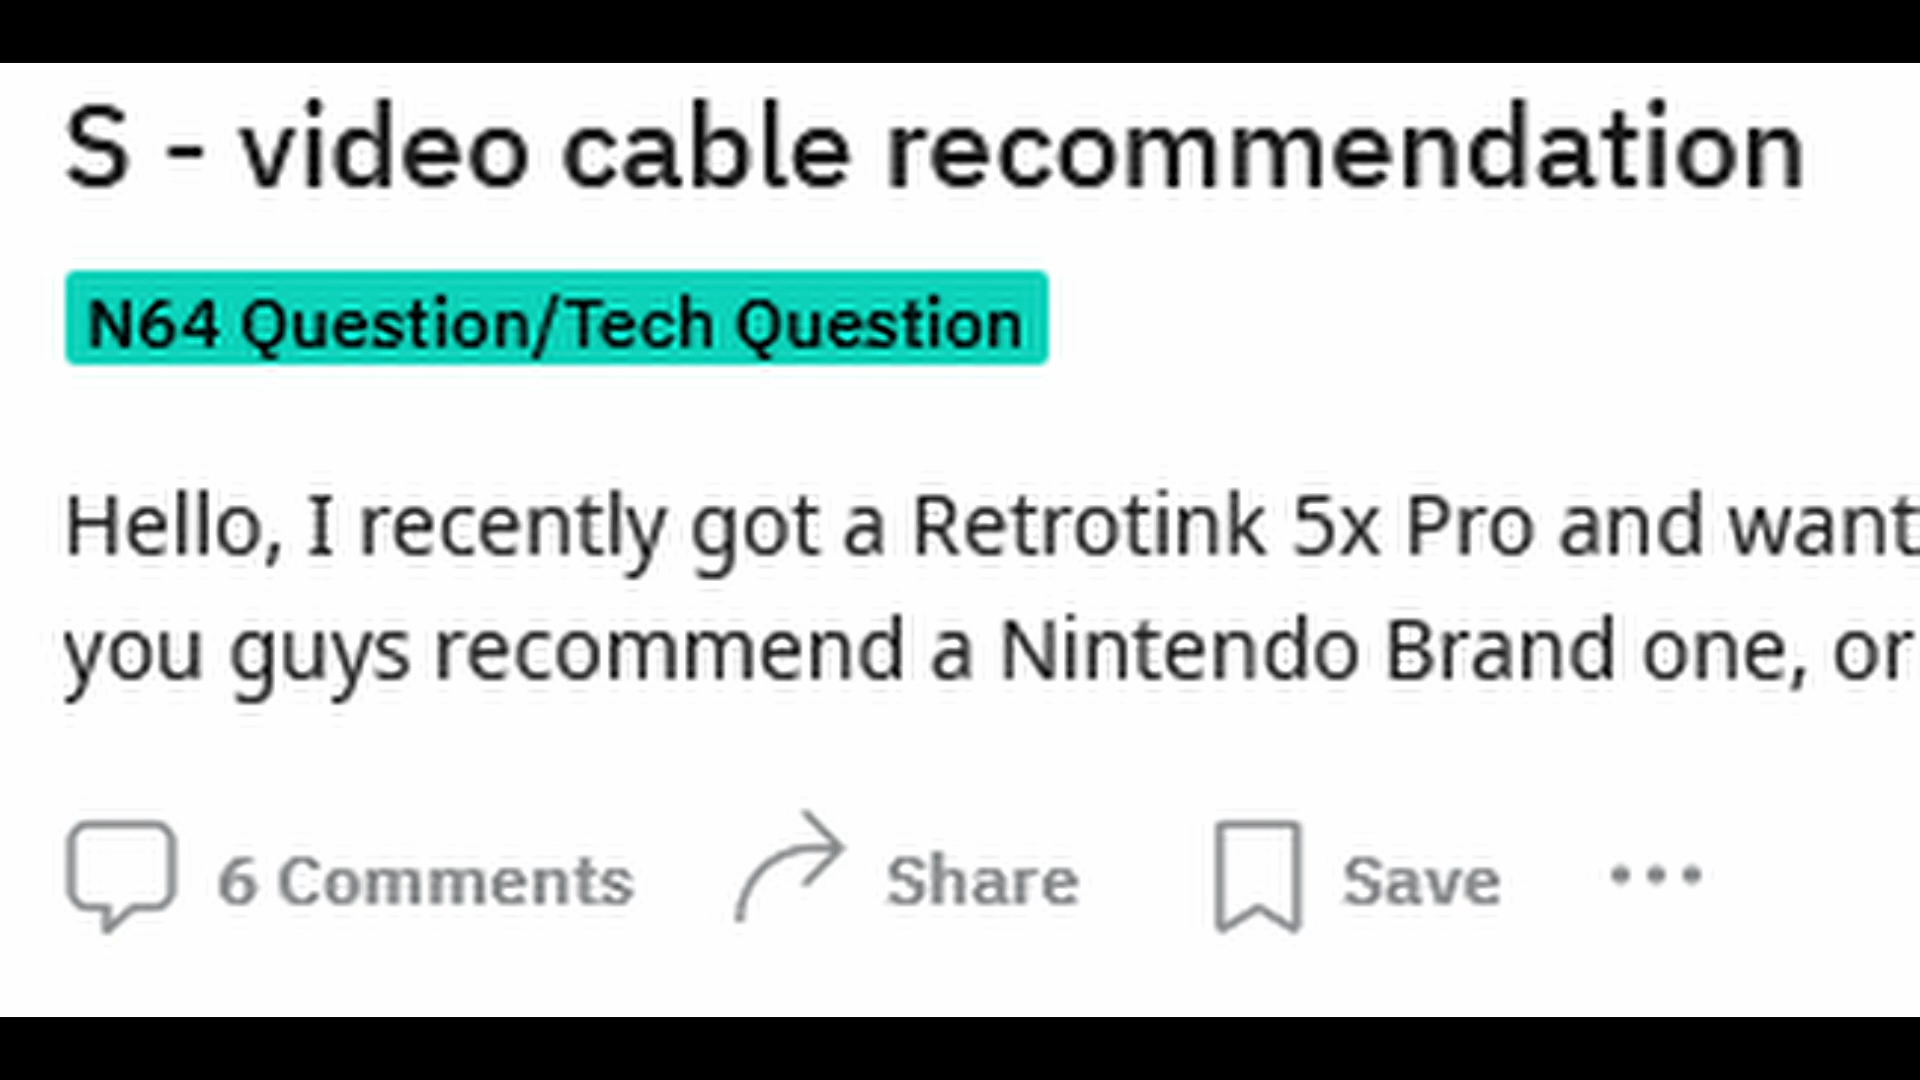 S - video cable recommendation
N64 Question/Tech Question
Hello, I recently got a Retrotink 5x Pro and want
you guys recommend a Nintendo Brand one, or
6 Comments Share Save